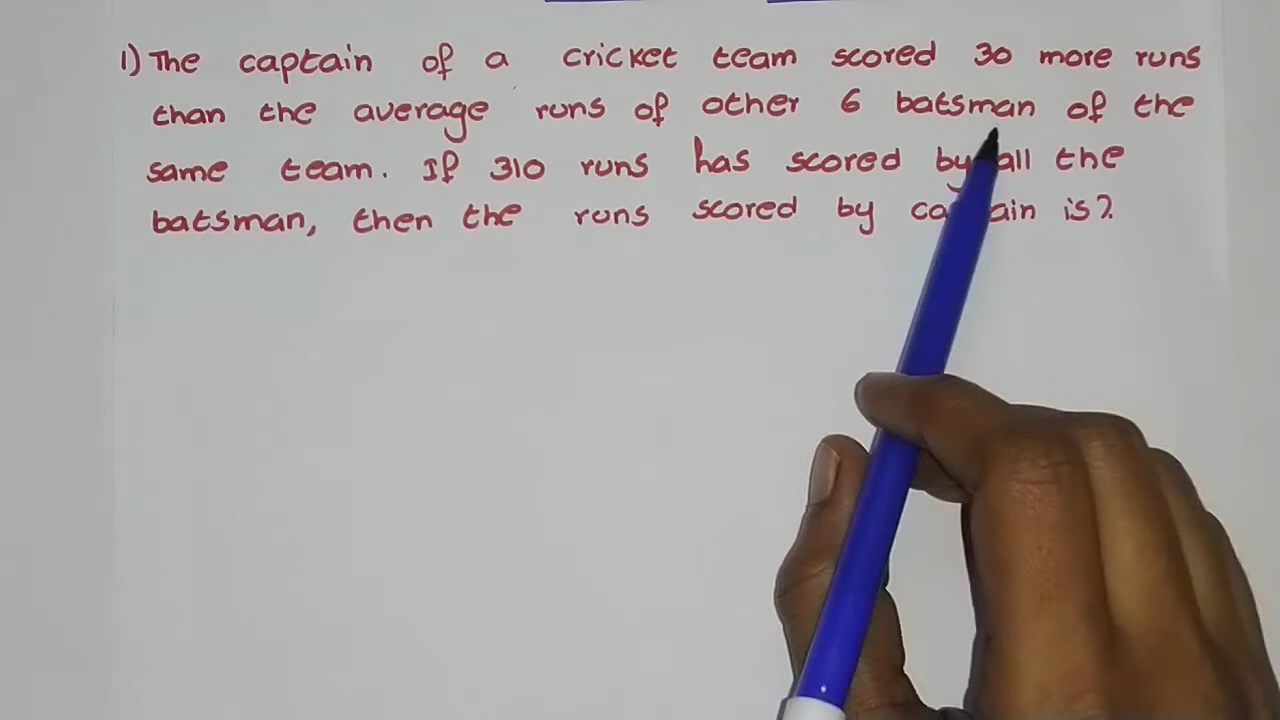 1) The captain of a cricket team scored 30 more runs
than the average runs of other 6 batsman of the
same team. If 310 runs has scored by all the
batsman, then the runs scored by captain is?